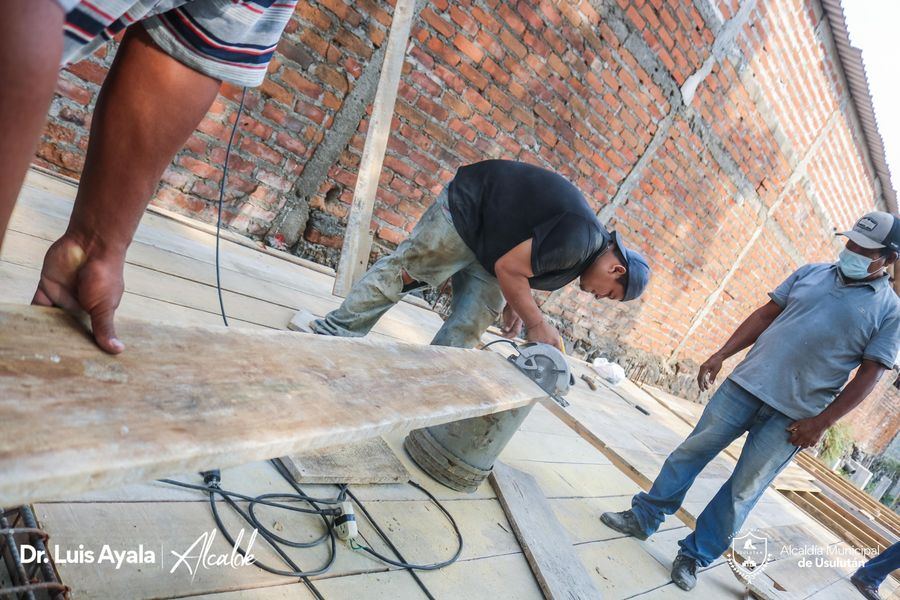 Dr. Luis Ayala | Alcalde
Alcaldía Municipal
de Usulután